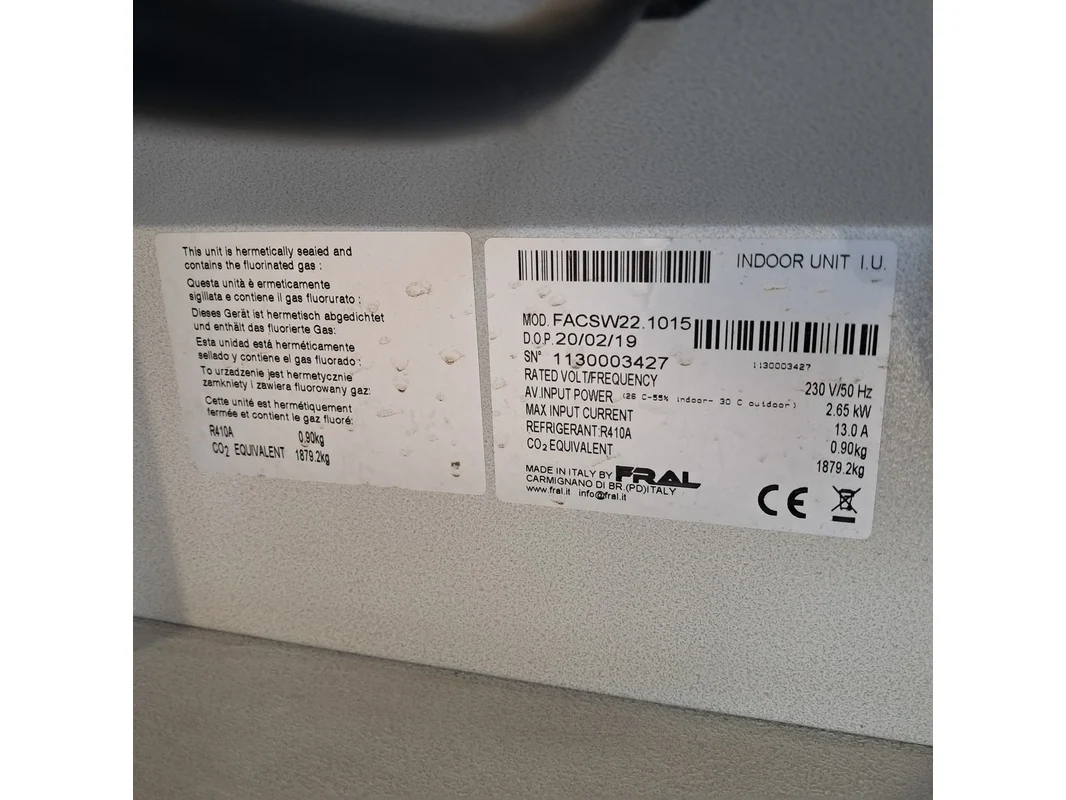 This unit is hermetically sealed and
contains the fluorinated gas :
Questa unità è ermeticamente
sigillata e contiene il gas fluorurato :
Dieses Gerät ist hermetisch abgedichtet
und enthält das fluorierte Gas:
Esta unidad está herméticamente
sellado y contiene el gas fluorado :
To urządzenie jest hermetycznie
zamknięty i zawiera fluorowany gaz:
Cette unité est hermétiquement
fermée et contient le gaz fluoré:
R410A 0.90kg
CO2 EQUIVALENT 1879.2kg
INDOOR UNIT I.U.
MOD. FACSW22.1015
D.O.P. 20/02/19
SN° 1130003427
1130003427
RATED VOLT/FREQUENCY 230 V/50 Hz
AV.INPUT POWER (26 C-55% indoor- 30 C outdoor) 2.65 kW
MAX INPUT CURRENT 13.0 A
REFRIGERANT:R410A 0.90kg
CO2 EQUIVALENT 1879.2kg
MADE IN ITALY BY FRAL
CARMIGNANO DI BR.(PD)ITALY
www.fral.it info@fral.it
CE